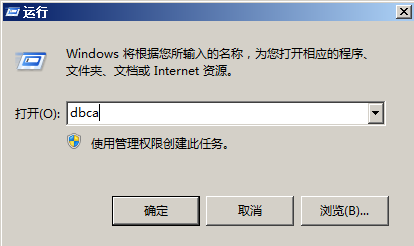 运行
Windows 将根据您所输入的名称，为您打开相应的程序、
文件夹、文档或 Internet 资源。
打开(O): dbca
使用管理权限创建此任务。
确定 取消 浏览(B)...